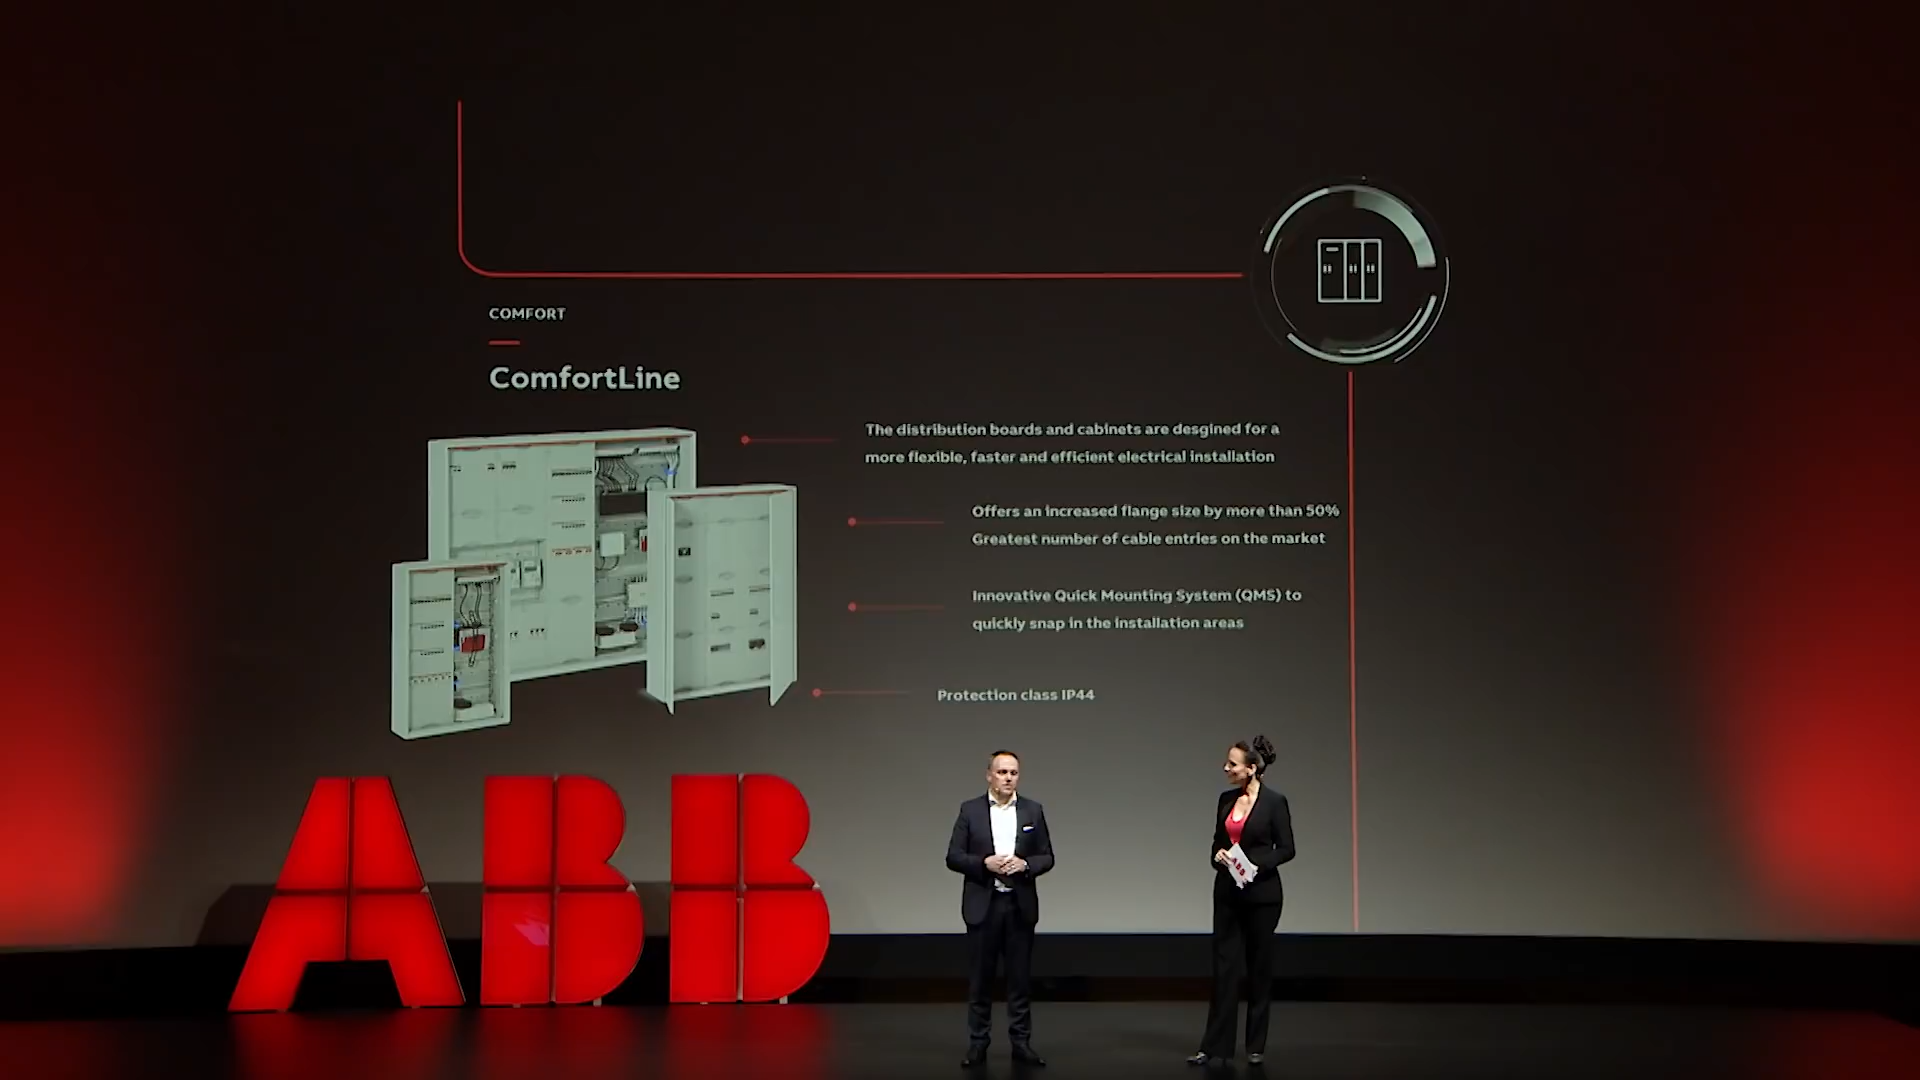 COMFORT
ComfortLine
The distribution boards and cabinets are desgined for a
more flexible, faster and efficient electrical installation
Offers an increased flange size by more than 50%
Greatest number of cable entries on the market
Innovative Quick Mounting System (QMS) to
quickly snap in the installation areas
Protection class IP44
ABB
ABB